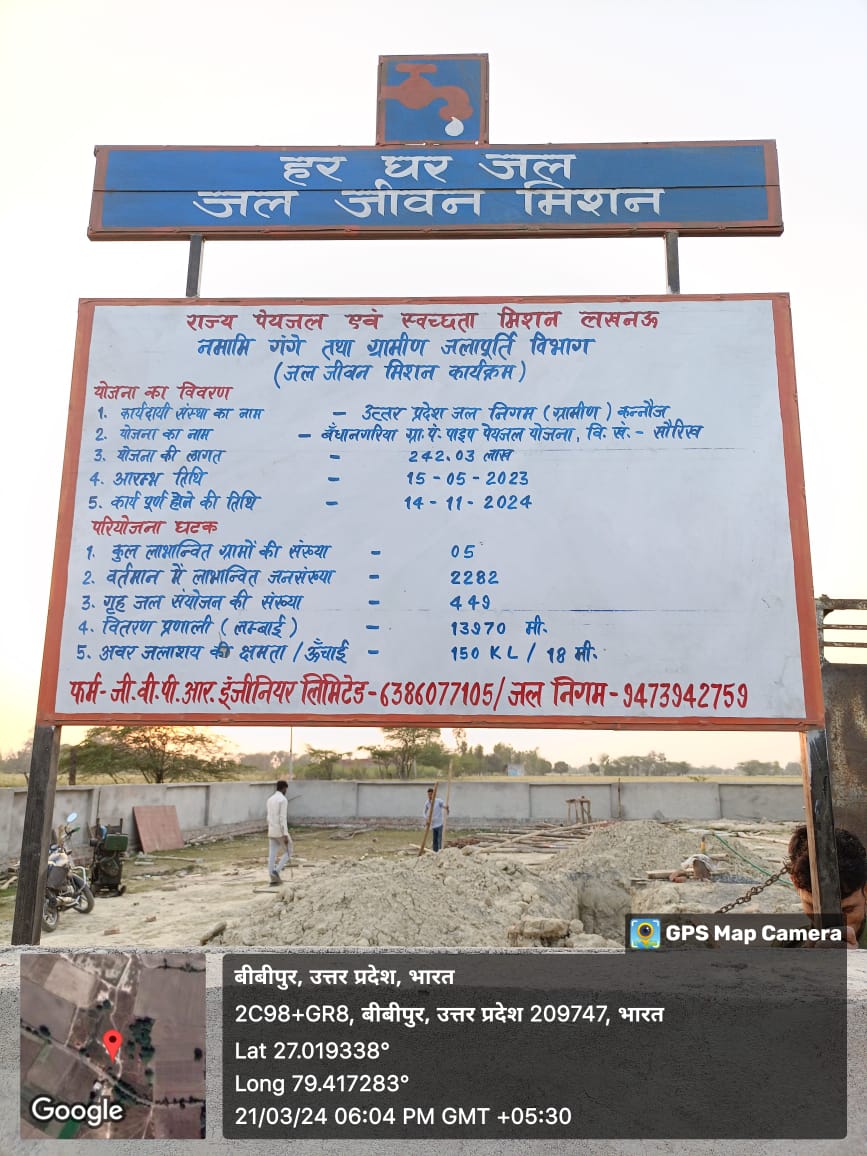 हर घर जल
जल जीवन मिशन
राज्य पेयजल एवं स्वच्छता मिशन लखनऊ
नमामि गंगे तथा ग्रामीण जलापूर्ति विभाग
(जल जीवन मिशन कार्यक्रम)
योजना का विवरण
1. कार्यदायी संस्था का नाम - उत्तर प्रदेश जल निगम (ग्रामीण) कन्नौज
2. योजना का नाम - बँधानगरिया ग्रा.पं. पाइप पेयजल योजना, वि.खं.- सौरिख
3. योजना की लागत - 242.03 लाख
4. आरम्भ तिथि - 15-05-2023
5. कार्य पूर्ण होने की तिथि - 14-11-2024
परियोजना घटक
1. कुल लाभान्वित ग्रामों की संख्या - 05
2. वर्तमान में लाभान्वित जनसंख्या - 2282
3. गृह जल संयोजन की संख्या - 449
4. वितरण प्रणाली (लम्बाई) - 13970 मी.
5. अवर जलाशय की क्षमता/ऊँचाई - 150 KL / 18 मी.
फर्म-जी.वी.पी.आर.इंजीनियर लिमिटेड-6386077105/जल निगम-9473942759
GPS Map Camera
बीबीपुर, उत्तर प्रदेश, भारत
2C98+GR8, बीबीपुर, उत्तर प्रदेश 209747, भारत
Lat 27.019338°
Long 79.417283°
21/03/24 06:04 PM GMT +05:30
Google